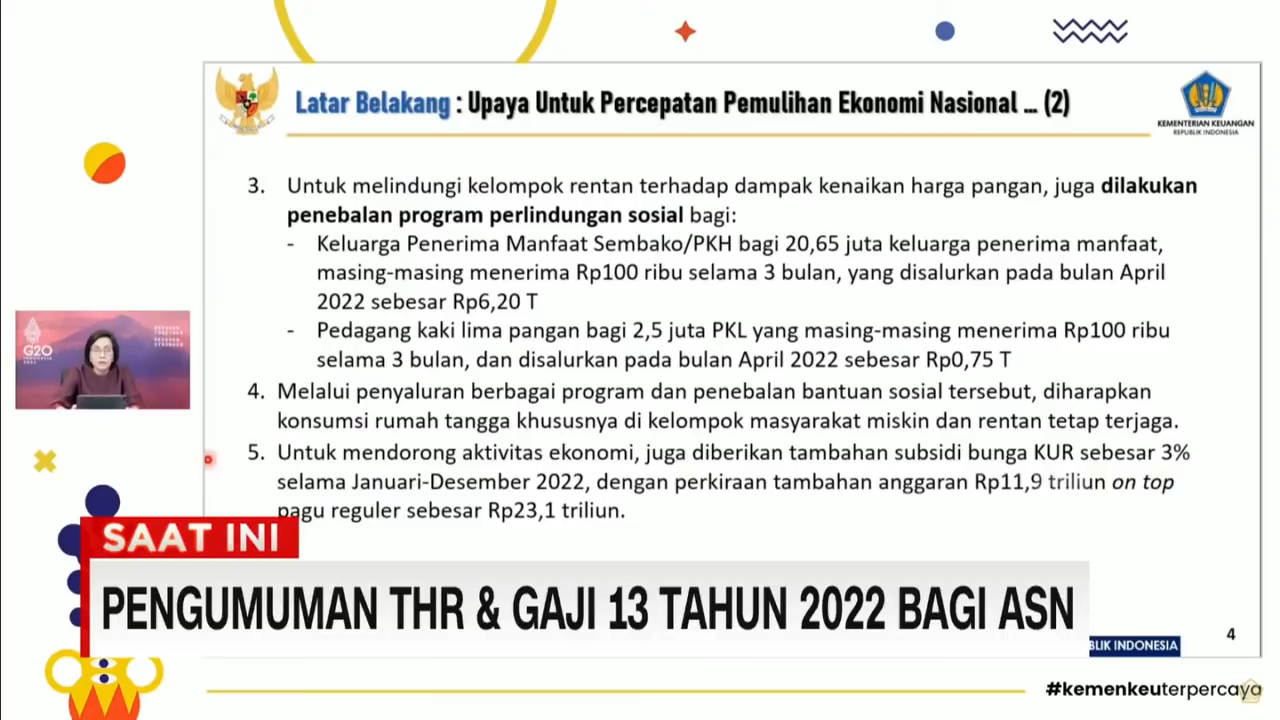 Latar Belakang : Upaya Untuk Percepatan Pemulihan Ekonomi Nasional ... (2)
KEMENTERIAN KEUANGAN
REPUBLIK INDONESIA
3. Untuk melindungi kelompok rentan terhadap dampak kenaikan harga pangan, juga dilakukan
penebalan program perlindungan sosial bagi:
- Keluarga Penerima Manfaat Sembako/PKH bagi 20,65 juta keluarga penerima manfaat,
masing-masing menerima Rp100 ribu selama 3 bulan, yang disalurkan pada bulan April
2022 sebesar Rp6,20 T
- Pedagang kaki lima pangan bagi 2,5 juta PKL yang masing-masing menerima Rp100 ribu
selama 3 bulan, dan disalurkan pada bulan April 2022 sebesar Rp0,75 T
4. Melalui penyaluran berbagai program dan penebalan bantuan sosial tersebut, diharapkan
konsumsi rumah tangga khususnya di kelompok masyarakat miskin dan rentan tetap terjaga.
5. Untuk mendorong aktivitas ekonomi, juga diberikan tambahan subsidi bunga KUR sebesar 3%
selama Januari-Desember 2022, dengan perkiraan tambahan anggaran Rp11,9 triliun on top
pagu reguler sebesar Rp23,1 triliun.
G20
SAAT INI
PENGUMUMAN THR & GAJI 13 TAHUN 2022 BAGI ASN
BLIK INDONESIA
4
#kemenkeuterpercaya